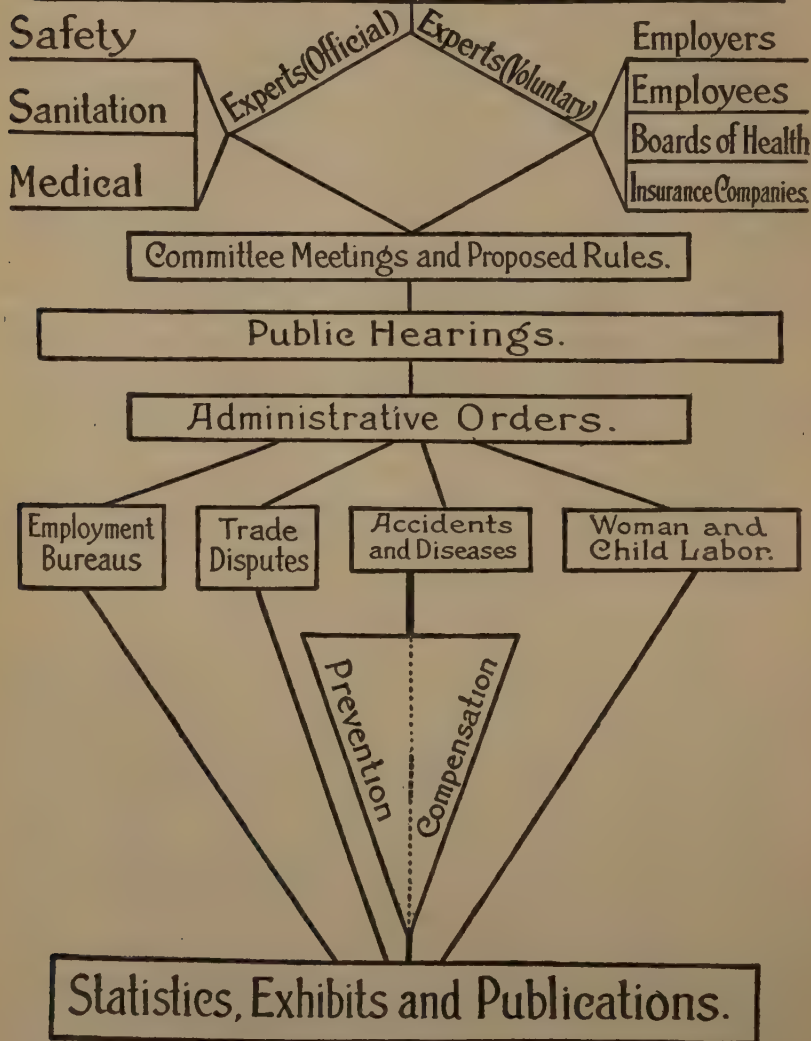 Safety
Sanitation
Medical
Experts (Official)
Experts (Voluntary)
Employers
Employees
Boards of Health
Insurance Companies.
Committee Meetings and Proposed Rules.
Public Hearings.
Administrative Orders.
Employment
Bureaus
Trade
Disputes
Accidents
and Diseases
Woman and
Child Labor.
Prevention
Compensation
Statistics, Exhibits and Publications.